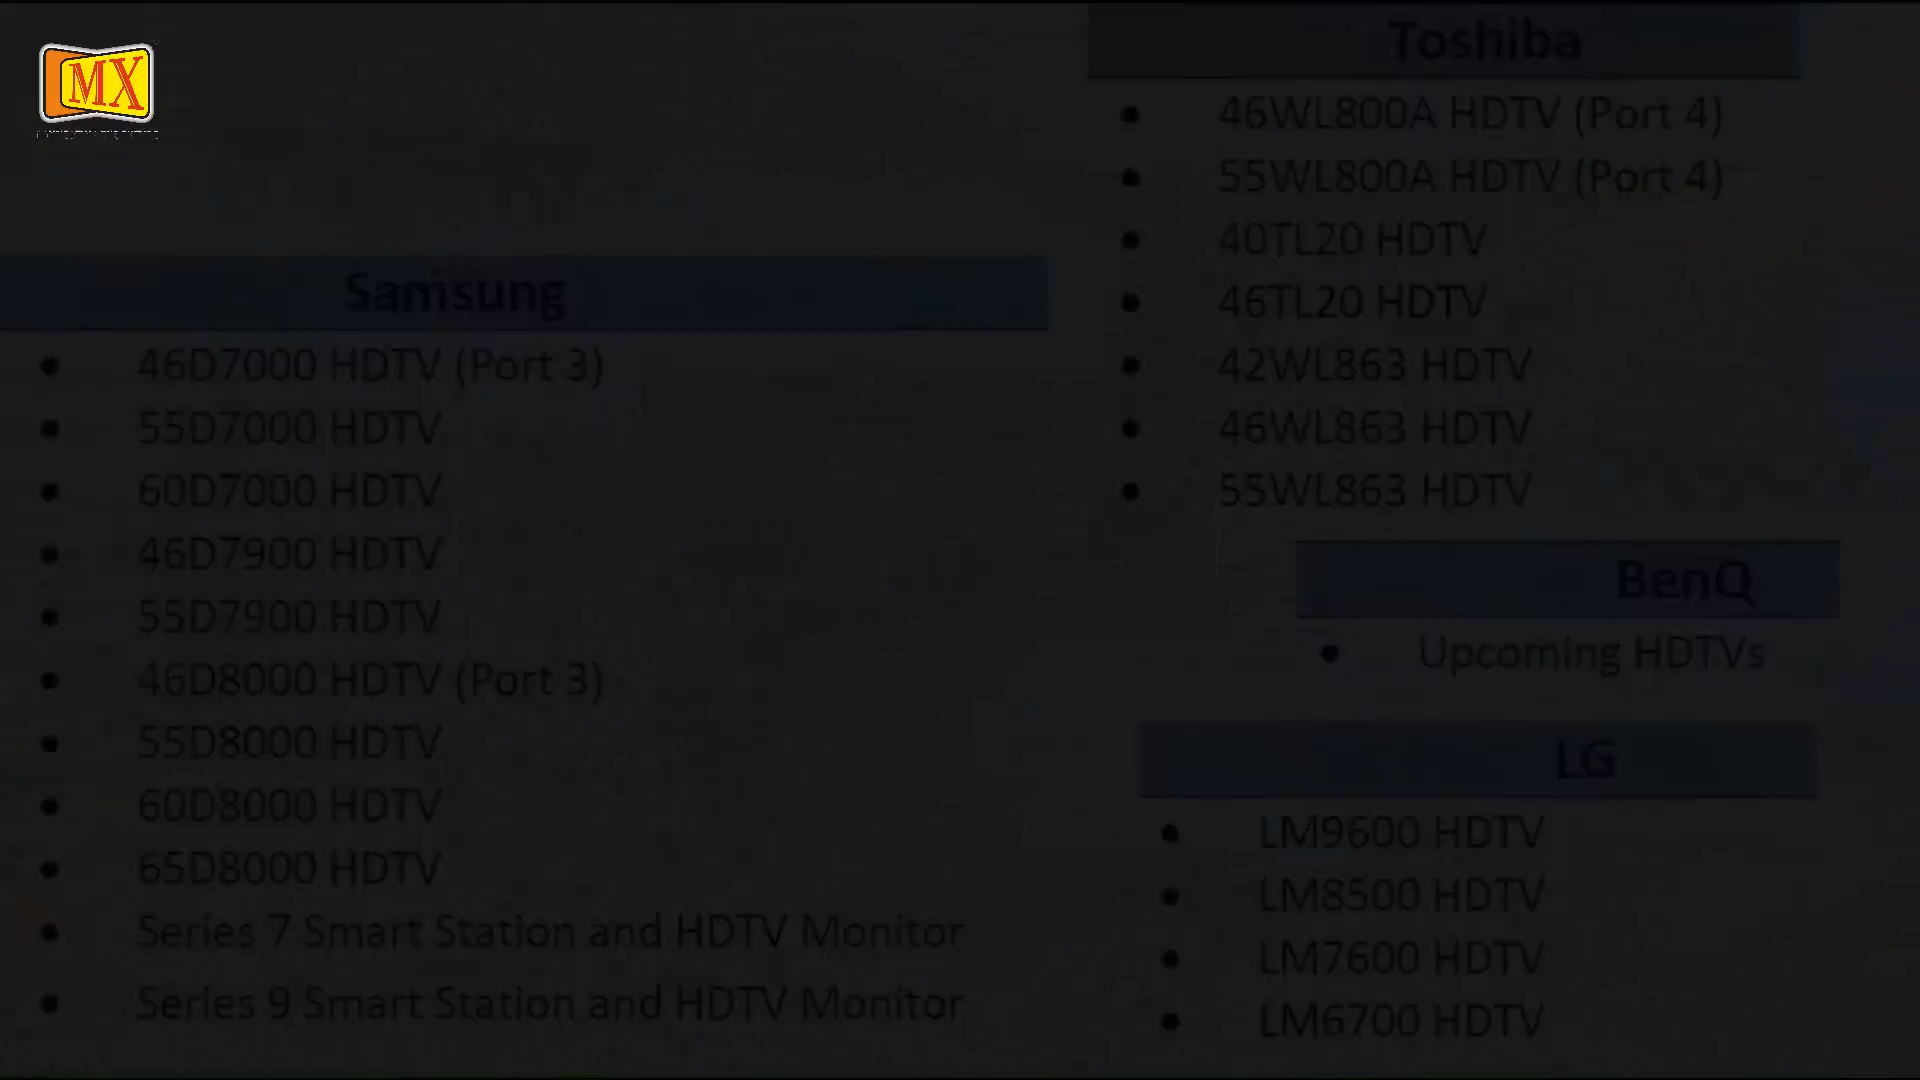 MX
Samsung
• 46D7000 HDTV (Port 3)
• 55D7000 HDTV
• 60D7000 HDTV
• 46D7900 HDTV
• 55D7900 HDTV
• 46D8000 HDTV (Port 3)
• 55D8000 HDTV
• 60D8000 HDTV
• 65D8000 HDTV
• Series 7 Smart Station and HDTV Monitor
• Series 9 Smart Station and HDTV Monitor
Toshiba
• 46WL800A HDTV (Port 4)
• 55WL800A HDTV (Port 4)
• 40TL20 HDTV
• 46TL20 HDTV
• 42WL863 HDTV
• 46WL863 HDTV
• 55WL863 HDTV
BenQ
• Upcoming HDTVs
LG
• LM9600 HDTV
• LM8500 HDTV
• LM7600 HDTV
• LM6700 HDTV